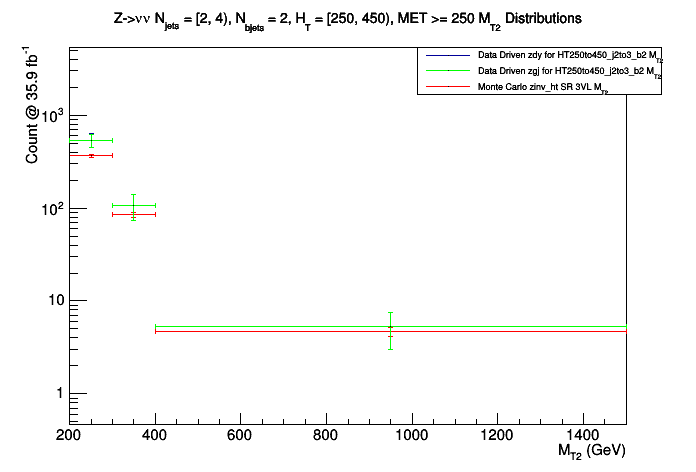 Z->νν N_jets = [2, 4), N_bjets = 2, H_T = [250, 450), MET >= 250 M_T2 Distributions
Data Driven zdy for HT250to450_j2to3_b2 M_T2
Data Driven zgj for HT250to450_j2to3_b2 M_T2
Monte Carlo zinv_ht SR 3VL M_T2
Count @ 35.9 fb^-1
10^3
10^2
10
1
200 400 600 800 1000 1200 1400
M_T2 (GeV)